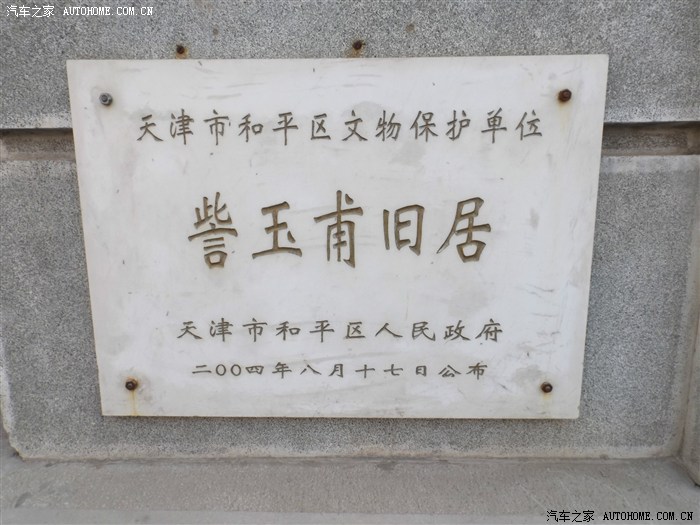 汽车之家 AUTOHOME.COM.CN
天津市和平区文物保护单位
訾玉甫旧居
天津市和平区人民政府
二〇〇四年八月十七日公布
汽车之家 AUTOHOME.COM.CN